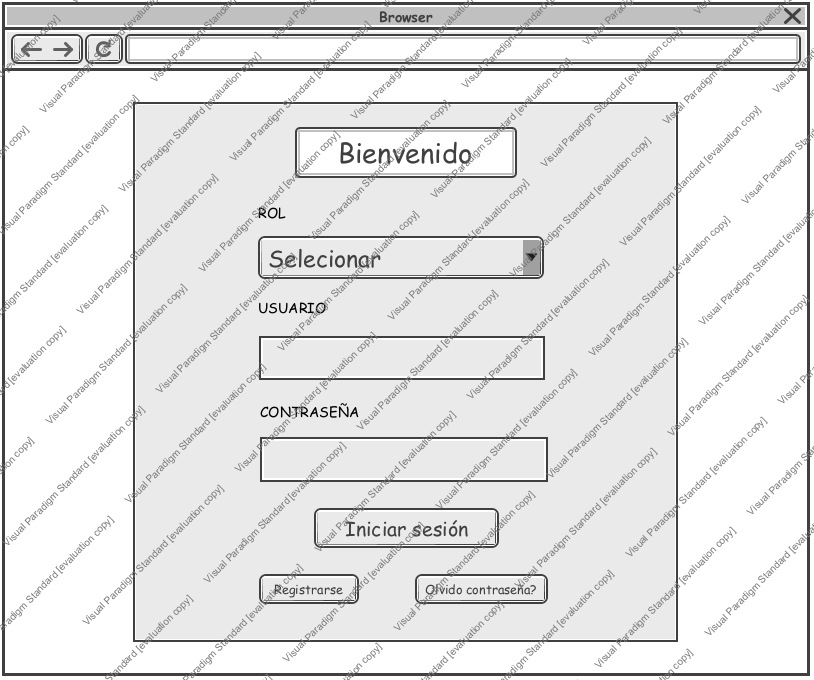 Browser
Bienvenido
ROL
Selecionar
USUARIO
CONTRASEÑA
Iniciar sesión
Registrarse
Olvido contraseña?
Visual Paradigm Standard [evaluation copy]